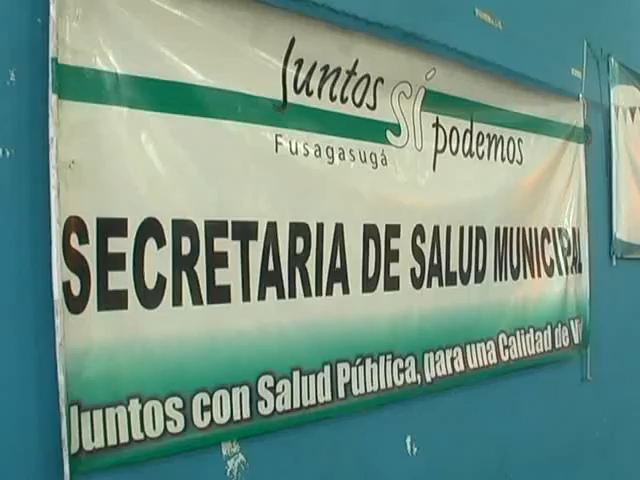 Juntos SÍ podemos
Fusagasugá
SECRETARIA DE SALUD MUNICIPAL
Juntos con Salud Pública, para una Calidad de